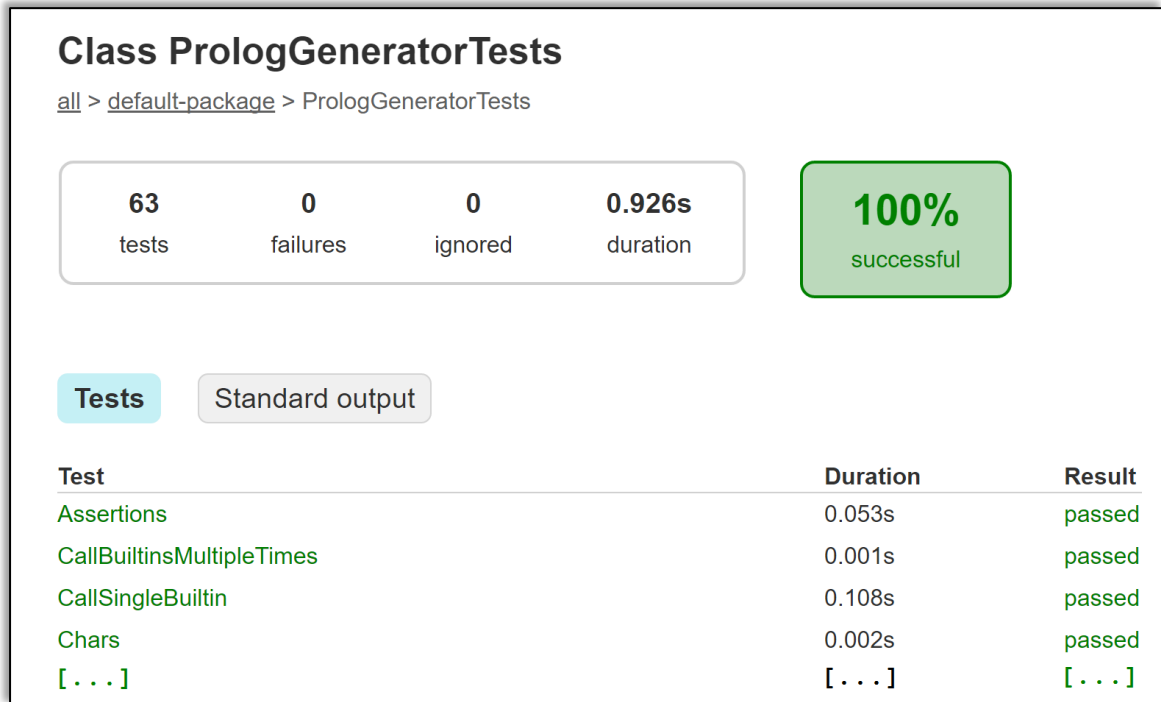 Class PrologGeneratorTests
all > default-package > PrologGeneratorTests
63 0 0 0.926s
tests failures ignored duration
100%
successful
Tests Standard output
Test Duration Result
Assertions 0.053s passed
CallBuiltinsMultipleTimes 0.001s passed
CallSingleBuiltin 0.108s passed
Chars 0.002s passed
[...] [...] [...]